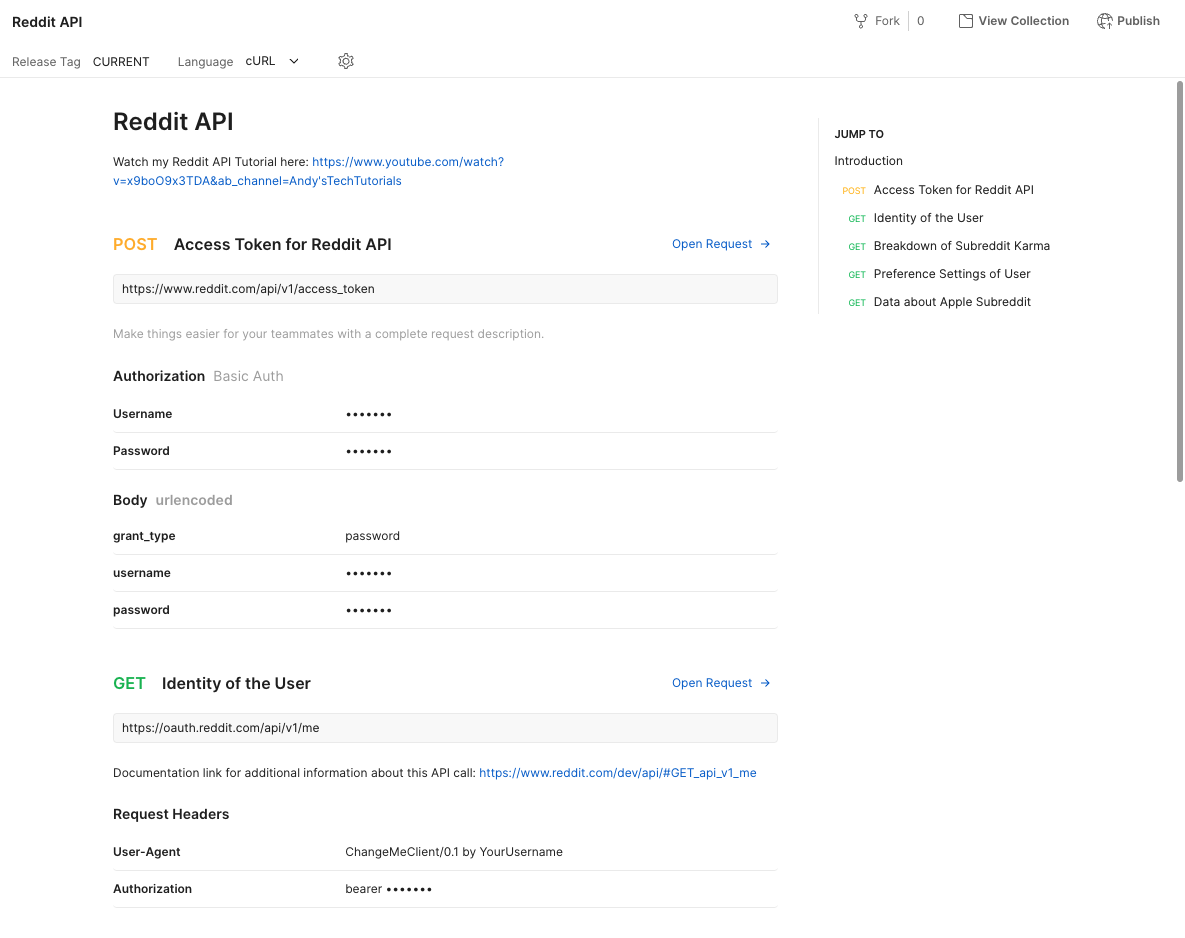 Reddit API
Fork 0 View Collection Publish
Release Tag CURRENT Language cURL
Reddit API
Watch my Reddit API Tutorial here: https://www.youtube.com/watch?
v=x9boO9x3TDA&ab_channel=Andy'sTechTutorials
POST Access Token for Reddit API Open Request →
https://www.reddit.com/api/v1/access_token
Make things easier for your teammates with a complete request description.
Authorization Basic Auth
Username •••••••
Password •••••••
Body urlencoded
grant_type password
username •••••••
password •••••••
GET Identity of the User Open Request →
https://oauth.reddit.com/api/v1/me
Documentation link for additional information about this API call: https://www.reddit.com/dev/api/#GET_api_v1_me
Request Headers
User-Agent ChangeMeClient/0.1 by YourUsername
Authorization bearer •••••••
JUMP TO
Introduction
POST Access Token for Reddit API
GET Identity of the User
GET Breakdown of Subreddit Karma
GET Preference Settings of User
GET Data about Apple Subreddit